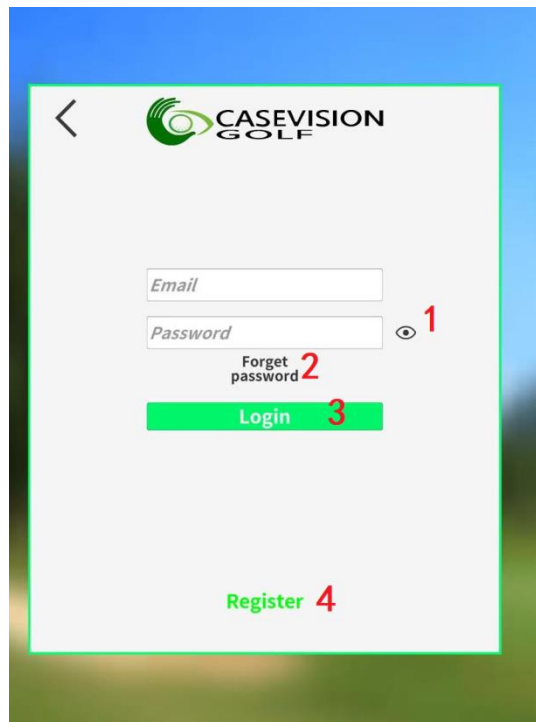 CASEVISION
GOLF
Email
Password
1
Forget
password
2
Login
3
Register
4